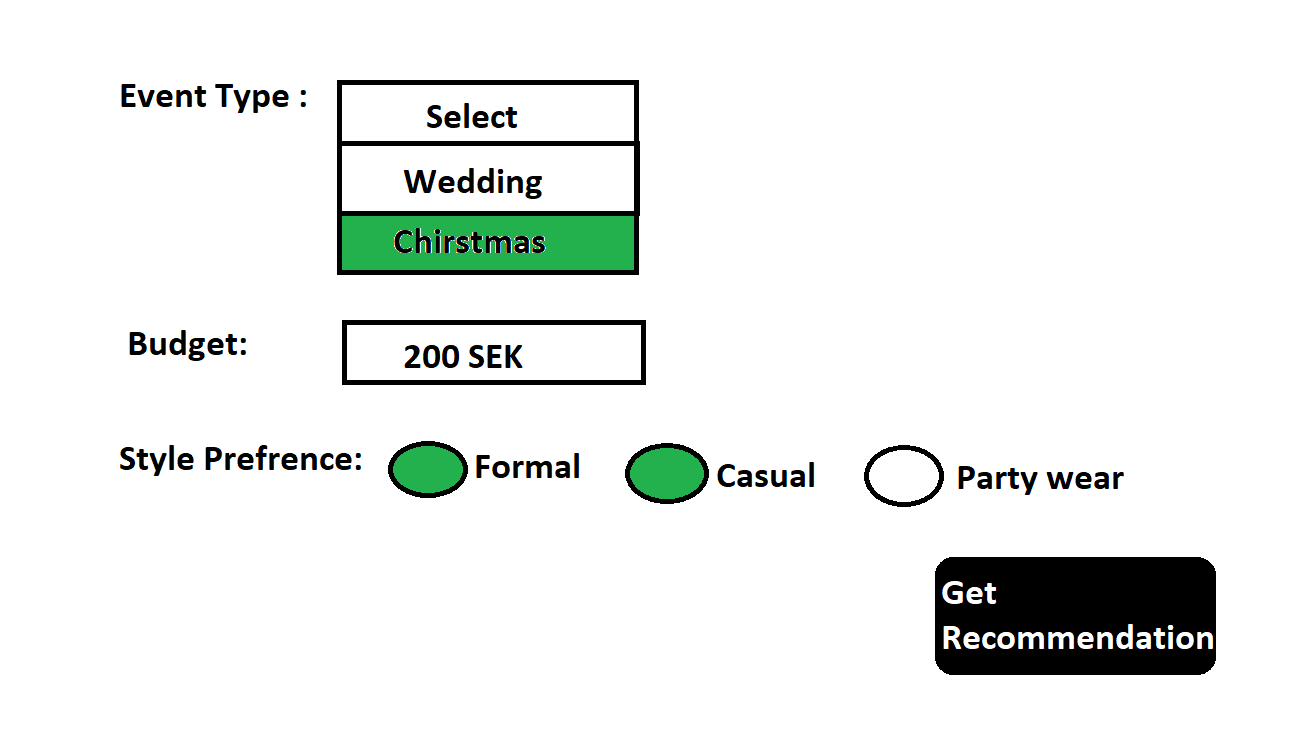 Event Type :
Select
Wedding
Chirstmas
Budget:
200 SEK
Style Prefrence:
Formal
Casual
Party wear
Get
Recommendation